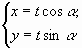 x = t cos α,
y = t sin α